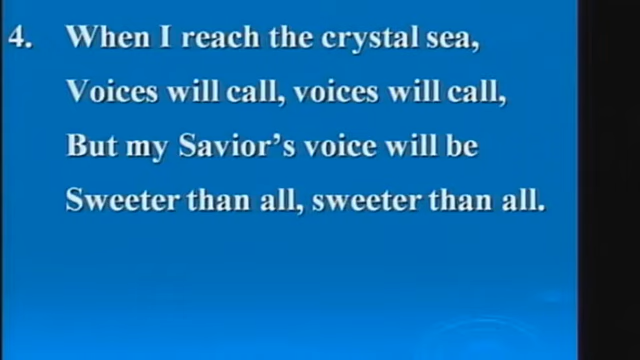 4. When I reach the crystal sea,
Voices will call, voices will call,
But my Savior's voice will be
Sweeter than all, sweeter than all.